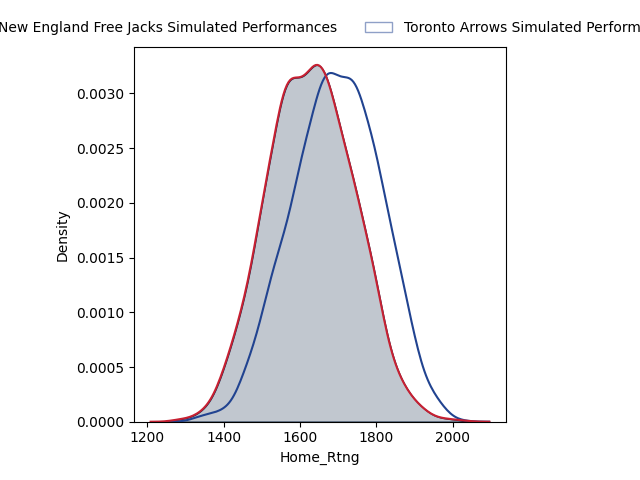 New England Free Jacks Simulated Performances
Toronto Arrows Simulated Perform
0.0030
0.0025
0.0020
0.0015
0.0010
0.0005
0.0000
Density
1200 1400 1600 1800 2000
Home_Rtng